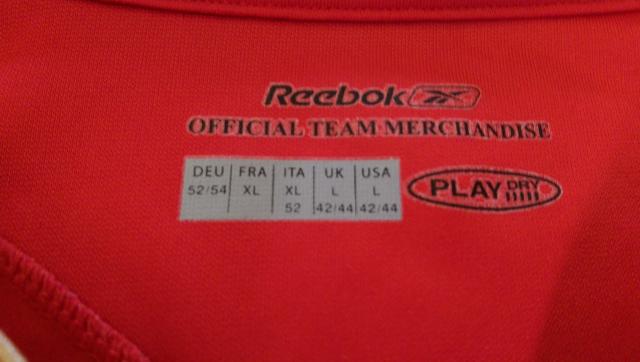 Reebok
OFFICIAL TEAM MERCHANDISE
DEU FRA ITA UK USA
52/54 XL XL L L
52 42/44 42/44
PLAY DRY